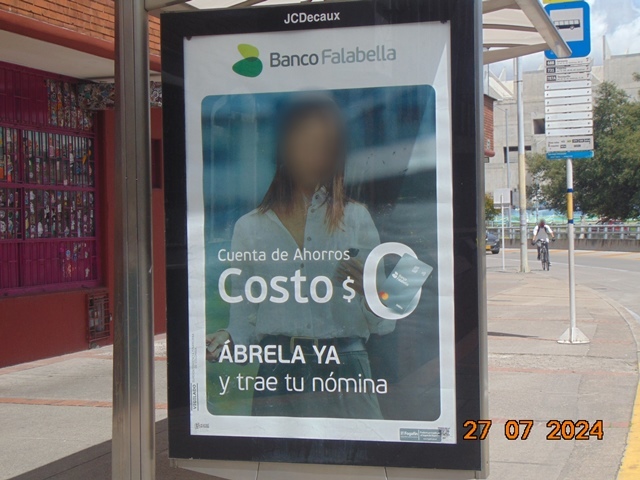 JCDecaux
Banco Falabella
Cuenta de Ahorros
Costo $0
ÁBRELA YA
y trae tu nómina
27 07 2024